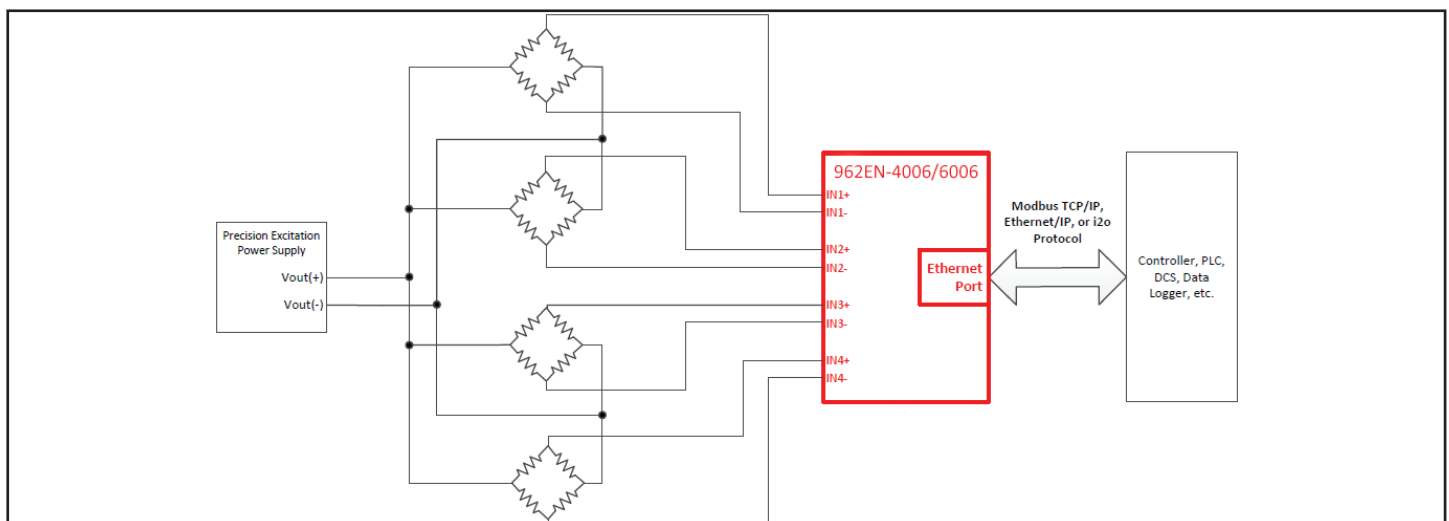 Precision Excitation
Power Supply
Vout(+)
Vout(-)
962EN-4006/6006
IN1+
IN1-
IN2+
IN2-
IN3+
IN3-
IN4+
IN4-
Ethernet
Port
Modbus TCP/IP,
Ethernet/IP, or i2o
Protocol
Controller, PLC,
DCS, Data
Logger, etc.